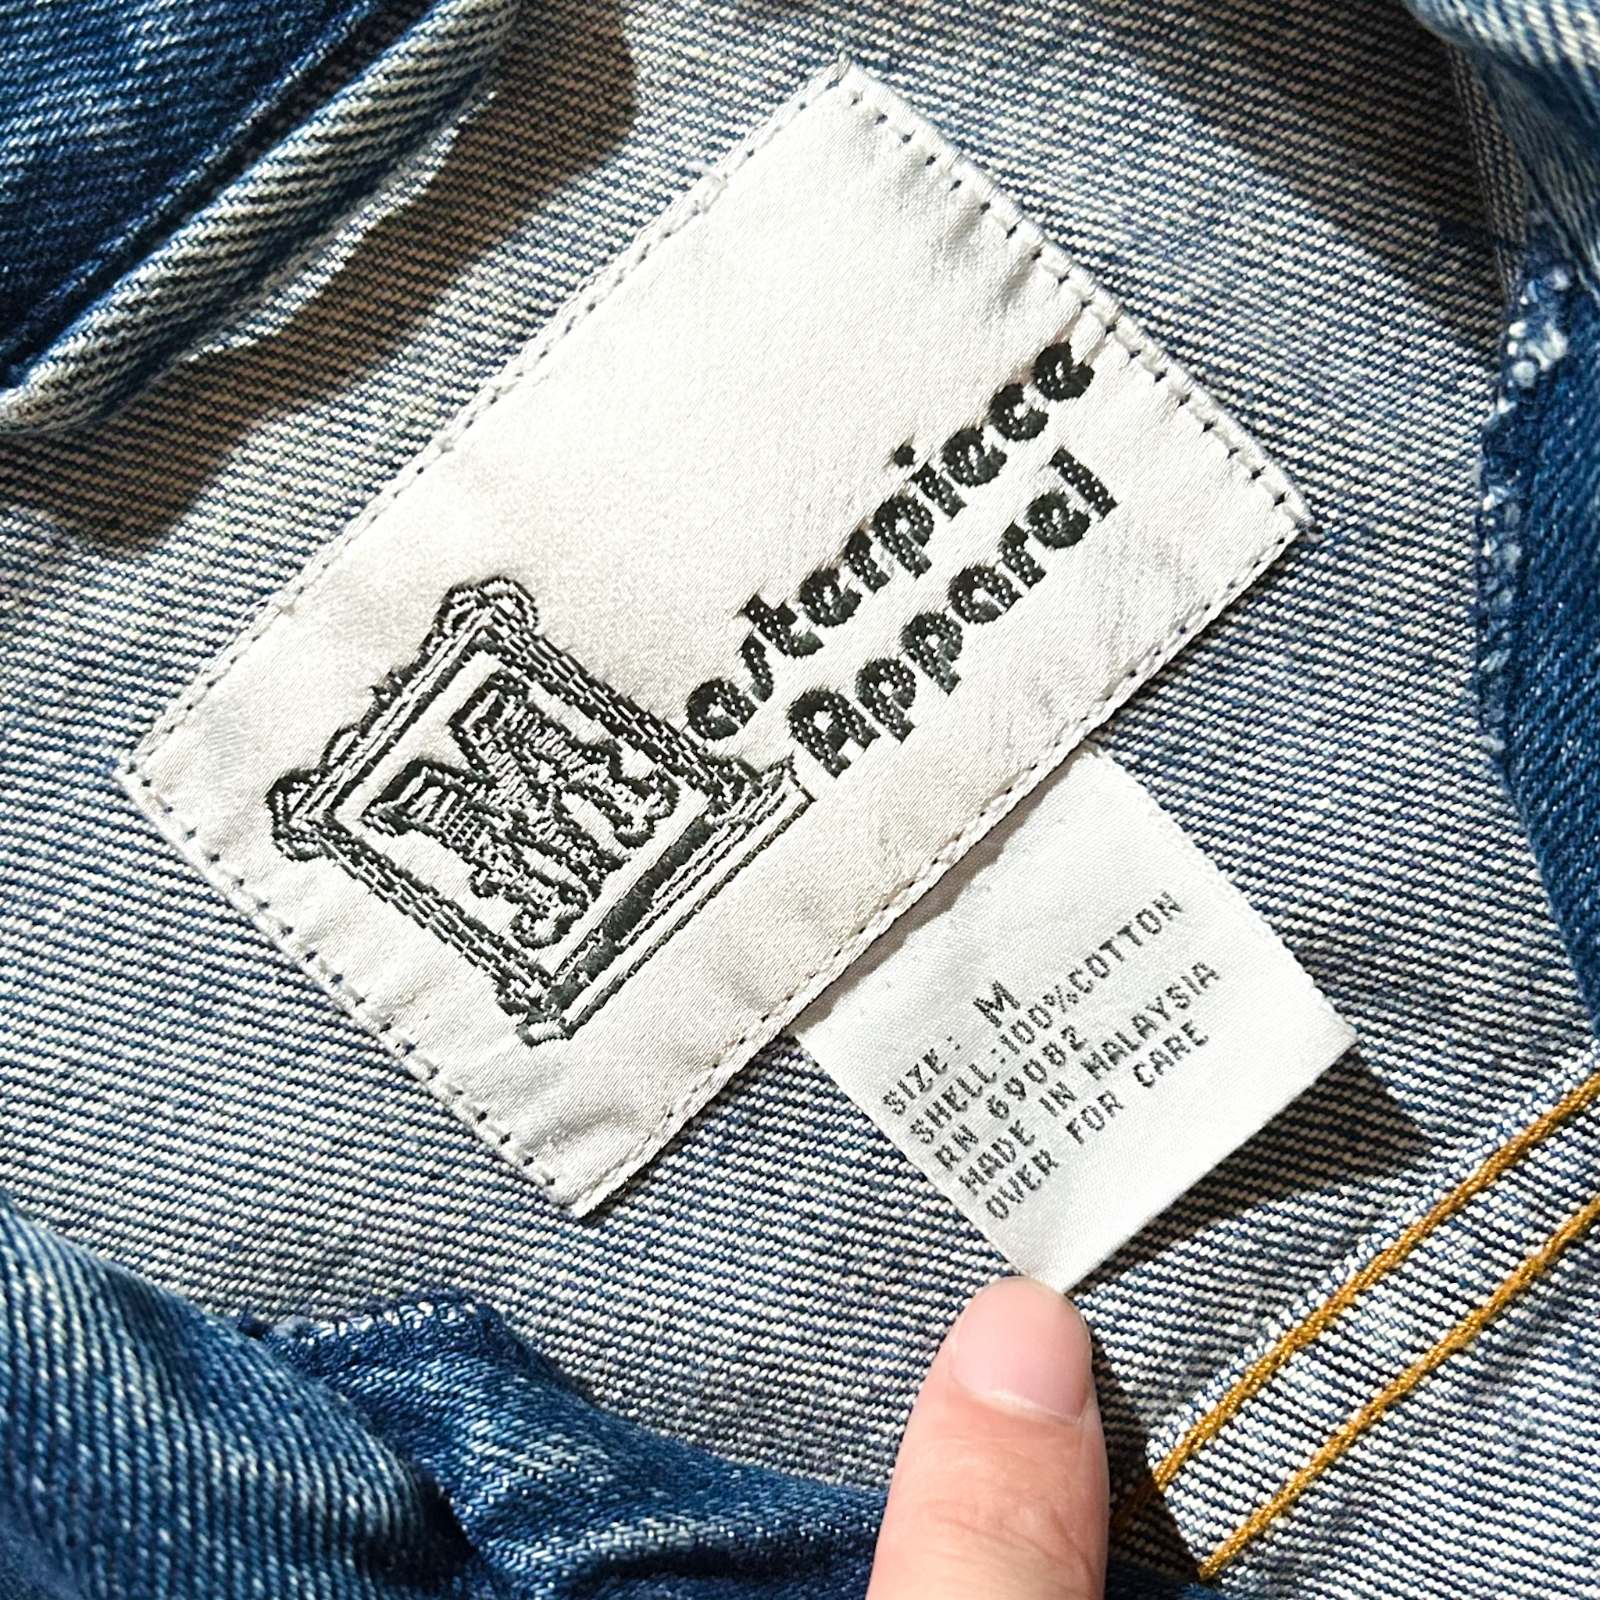 Masterpiece
Apparel
SIZE: M
SHELL:100%COTTON
RN 69082
MADE IN MALAYSIA
OVER FOR CARE